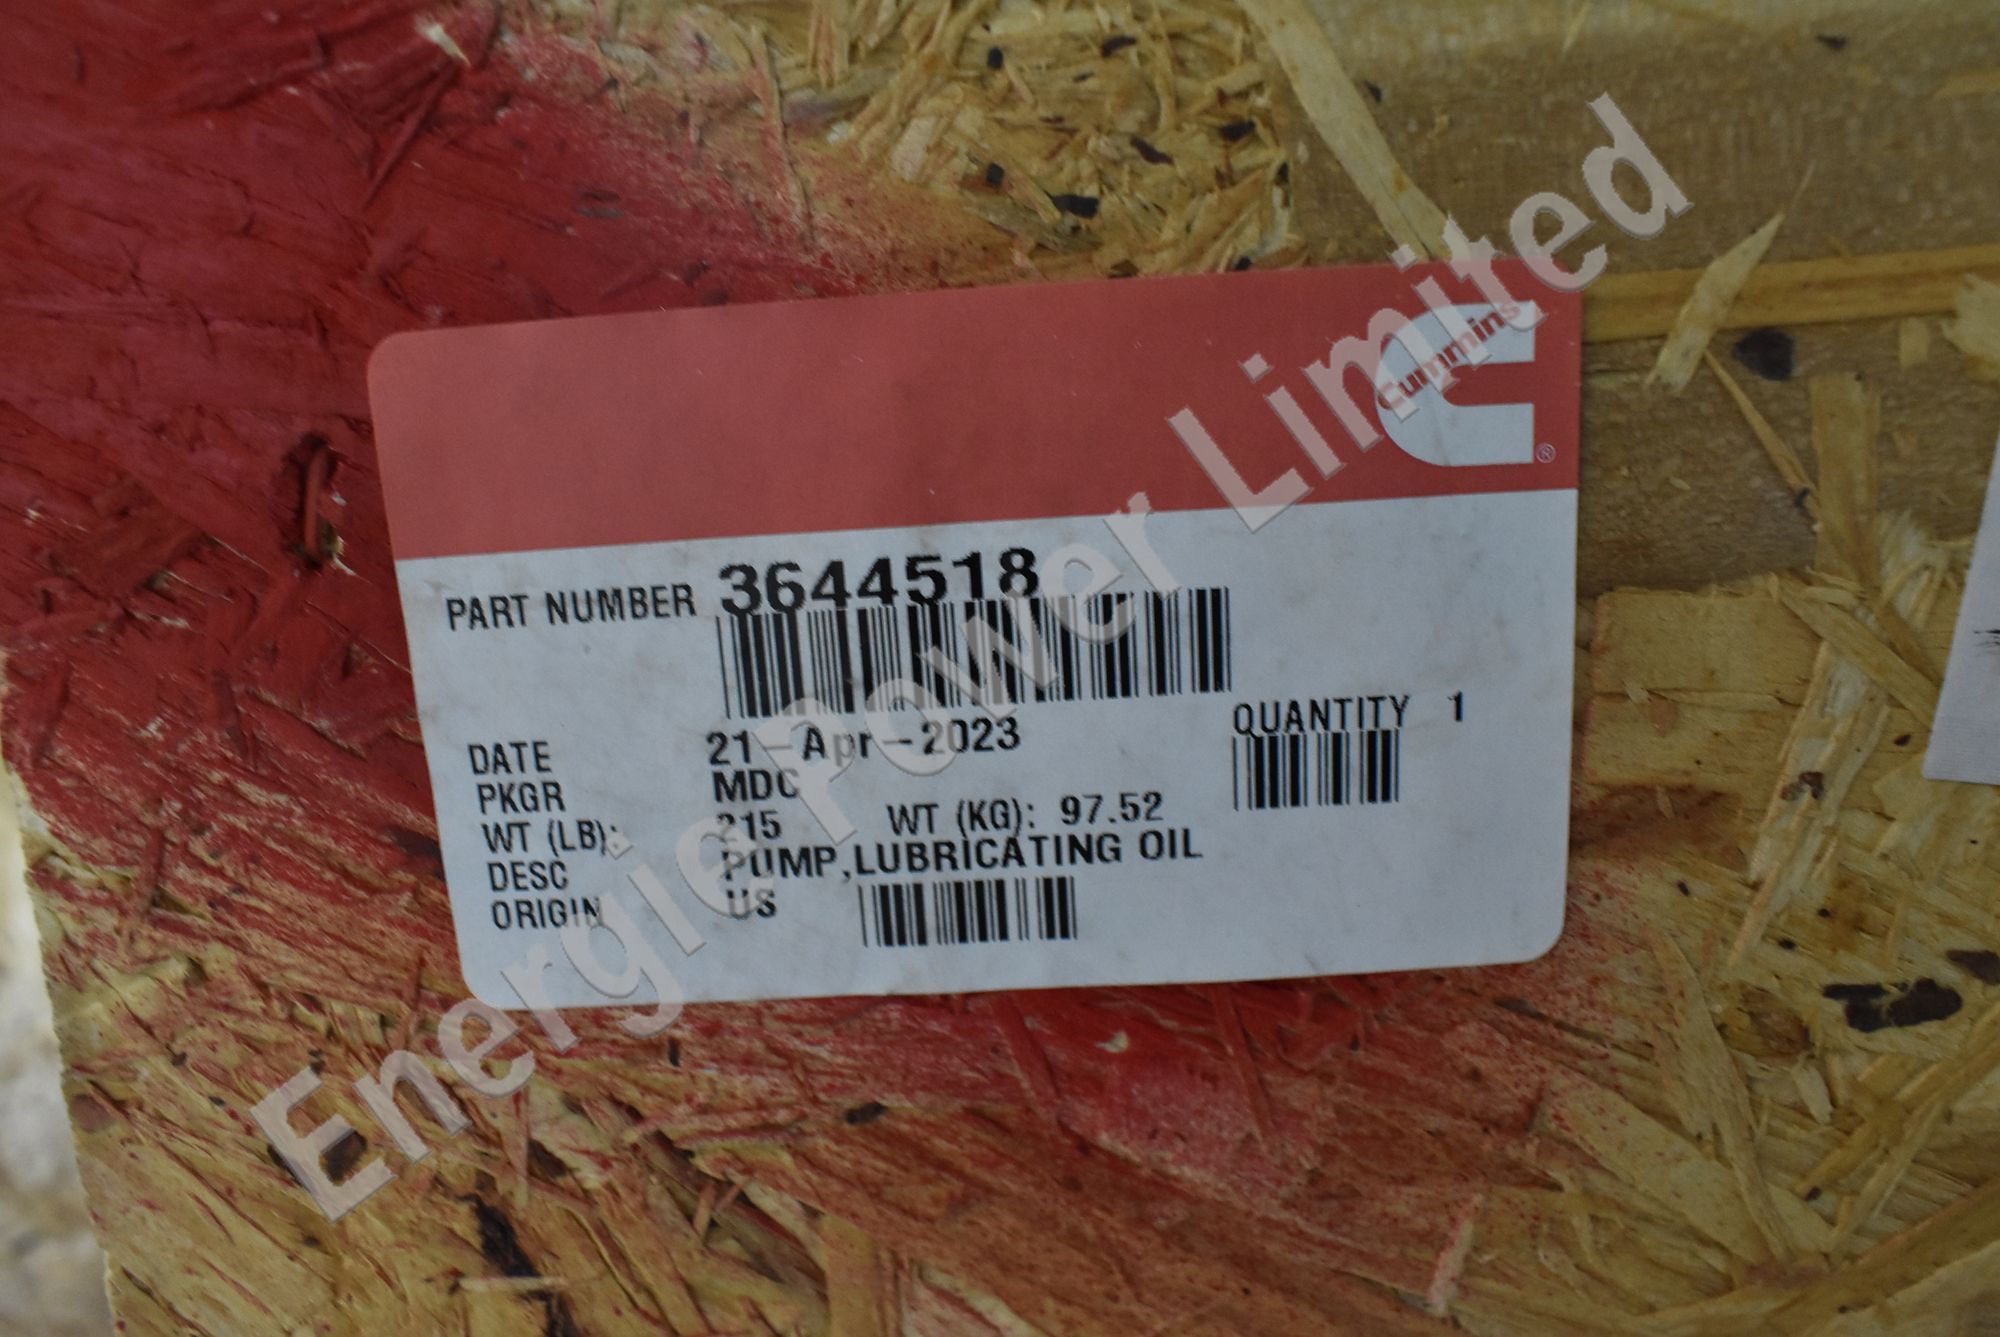 Cummins
®
PART NUMBER 3644518
DATE 21-Apr-2023
QUANTITY 1
PKGR MDC
WT (LB): 215 WT (KG): 97.52
DESC PUMP,LUBRICATING OIL
ORIGIN US
Energie Power Limited